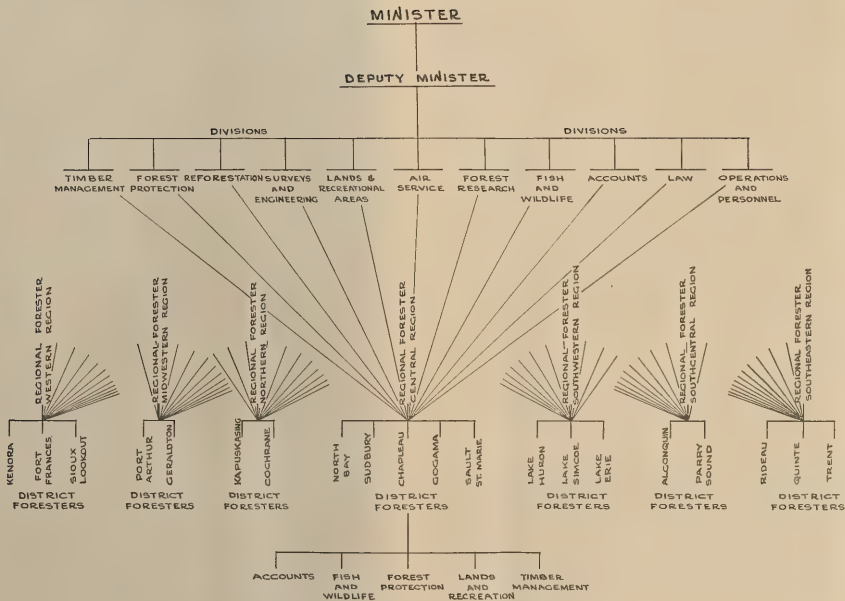 MINISTER
DEPUTY MINISTER
DIVISIONS
DIVISIONS
TIMBER
MANAGEMENT
FOREST
PROTECTION
REFORESTATION
SURVEYS
AND
ENGINEERING
LANDS &
RECREATIONAL
AREAS
AIR
SERVICE
FOREST
RESEARCH
FISH
AND
WILDLIFE
ACCOUNTS
LAW
OPERATIONS
AND
PERSONNEL
REGIONAL FORESTER
WESTERN REGION
REGIONAL-FORESTER
MIDWESTERN REGION
REGIONAL FORESTER
NORTHERN REGION
REGIONAL FORESTER
CENTRAL REGION
REGIONAL-FORESTER
SOUTHWESTERN REGION
REGIONAL FORESTER
SOUTHCENTRAL REGION
REGIONAL FORESTER
SOUTHEASTERN REGION
KENORA
FORT
FRANCES
SIOUX
LOOKOUT
DISTRICT
FORESTERS
PORT
ARTHUR
GERALDTON
DISTRICT
FORESTERS
KAPUSKASING
COCHRANE
DISTRICT
FORESTERS
NORTH
BAY
SUDBURY
CHAPLEAU
GOGAMA
SAULT
ST. MARIE
DISTRICT
FORESTERS
LAKE
HURON
LAKE
SIMCOE
LAKE
ERIE
DISTRICT
FORESTERS
ALGONQUIN
PARRY
SOUND
DISTRICT
FORESTERS
RIDEAU
QUINTE
TRENT
DISTRICT
FORESTERS
ACCOUNTS
FISH
AND
WILDLIFE
FOREST
PROTECTION
LANDS
AND
RECREATION
TIMBER
MANAGEMENT